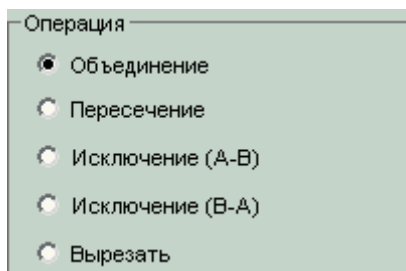 Операция
Объединение
Пересечение
Исключение (A-B)
Исключение (B-A)
Вырезать